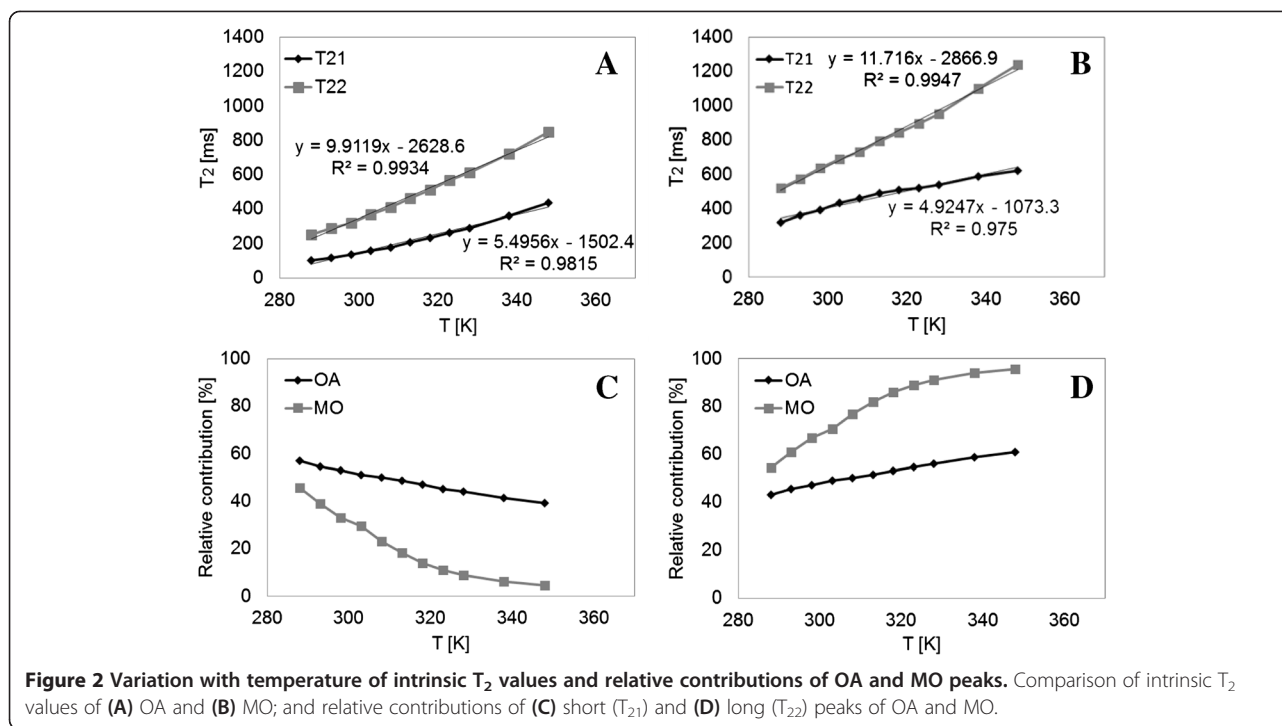 1400
1200
1000
800
600
400
200
0
T₂ [ms]
T21
T22
A
y = 9.9119x - 2628.6
R² = 0.9934
y = 5.4956x - 1502.4
R² = 0.9815
280 300 320 340 360
T [K]
1400
1200
1000
800
600
400
200
0
T₂ [ms]
T21
T22
y = 11.716x - 2866.9
R² = 0.9947
B
y = 4.9247x - 1073.3
R² = 0.975
280 300 320 340 360
T [K]
100
80
60
40
20
0
Relative contribution [%]
OA
MO
C
280 300 320 340 360
T [K]
100
80
60
40
20
0
Relative contribution [%]
OA
MO
D
280 300 320 340 360
T [K]
Figure 2 Variation with temperature of intrinsic T₂ values and relative contributions of OA and MO peaks. Comparison of intrinsic T₂
values of (A) OA and (B) MO; and relative contributions of (C) short (T₂₁) and (D) long (T₂₂) peaks of OA and MO.